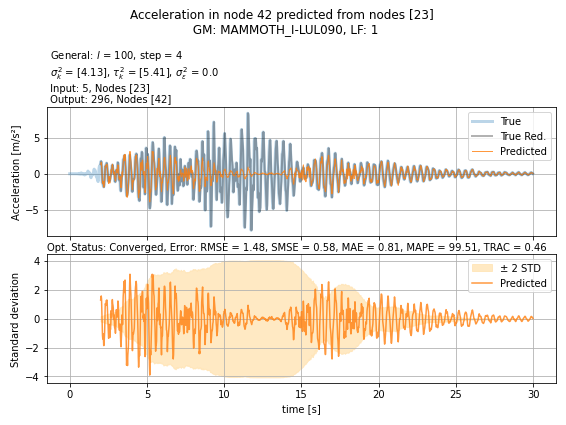 Acceleration in node 42 predicted from nodes [23]
GM: MAMMOTH_I-LUL090, LF: 1
General: l = 100, step = 4
σ²ₖ = [4.13], τ²ₖ = [5.41], σ²ε = 0.0
Input: 5, Nodes [23]
Output: 296, Nodes [42]
True
True Red.
Predicted
Acceleration [m/s²]
5
0
−5
Opt. Status: Converged, Error: RMSE = 1.48, SMSE = 0.58, MAE = 0.81, MAPE = 99.51, TRAC = 0.46
± 2 STD
Predicted
Standard deviation
4
2
0
−2
−4
0 5 10 15 20 25 30
time [s]